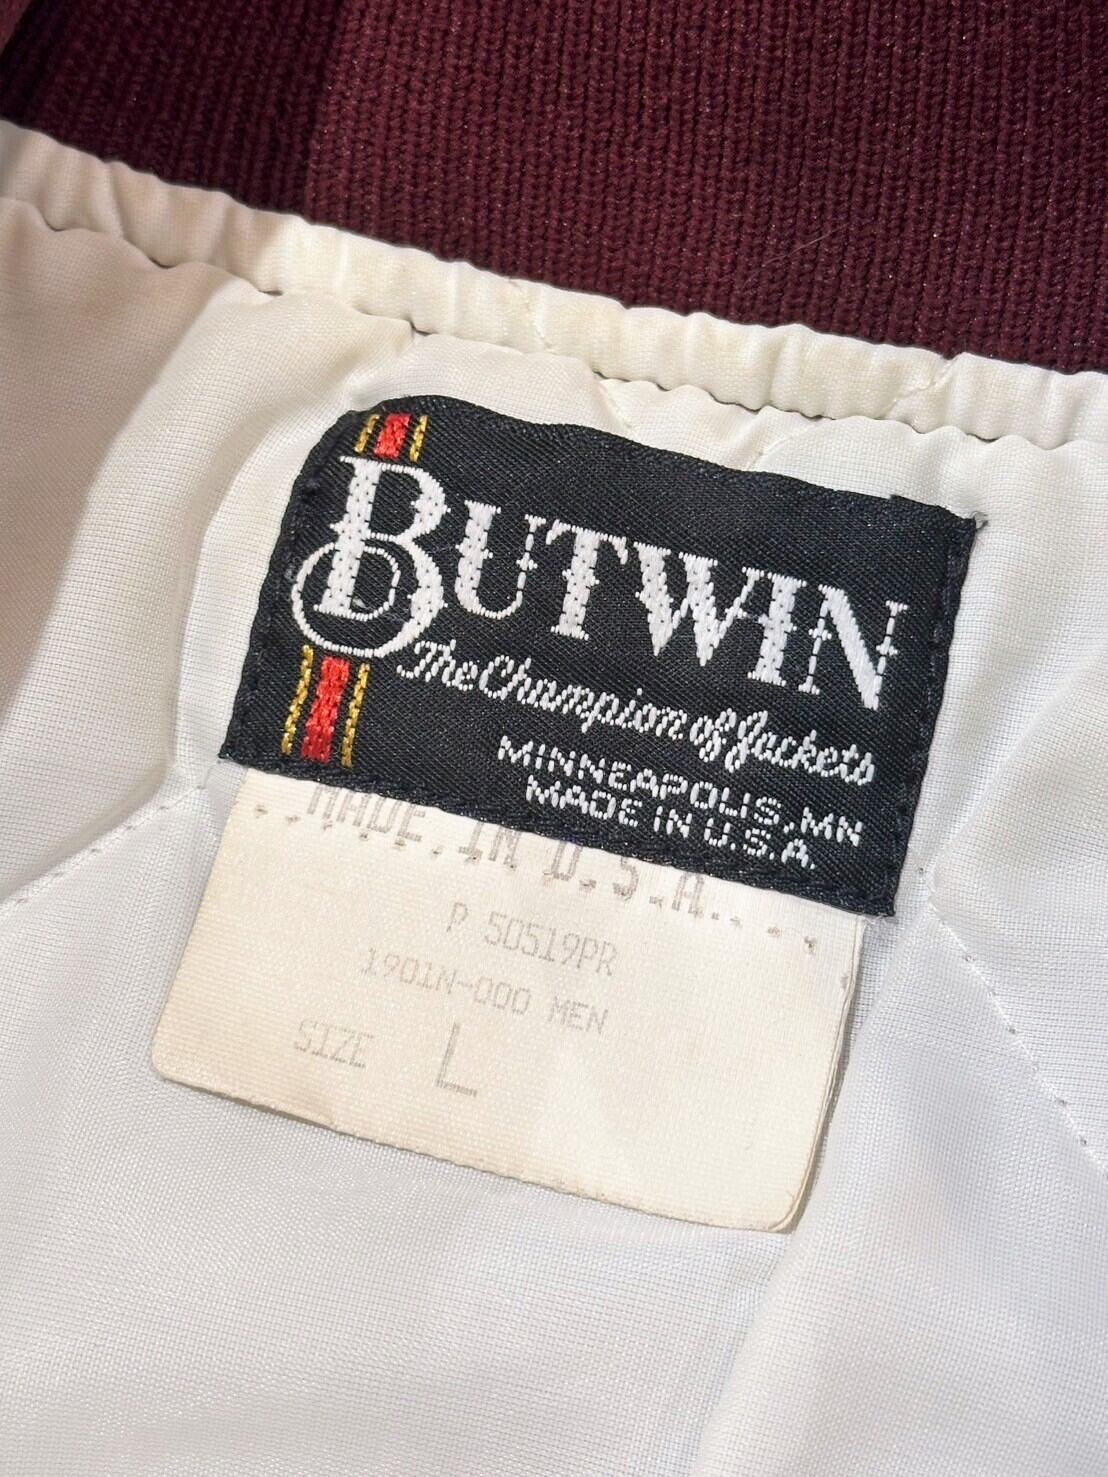 BUTWIN
The Champion of Jackets
MINNEAPOLIS, MN
MADE IN U.S.A.
MADE IN U.S.A.
P 50519PR
1901N-000 MEN
SIZE L